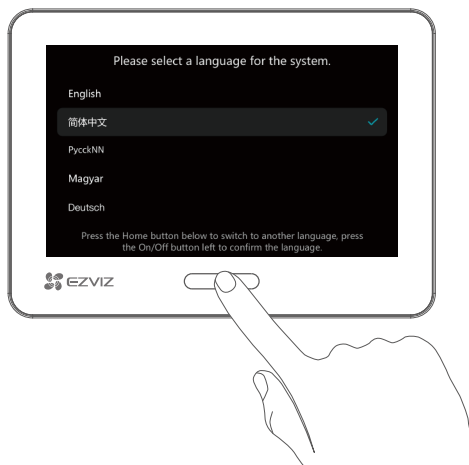 Please select a language for the system.
English
简体中文
PycckNN
Magyar
Deutsch
Press the Home button below to switch to another language, press
the On/Off button left to confirm the language.
EZVIZ